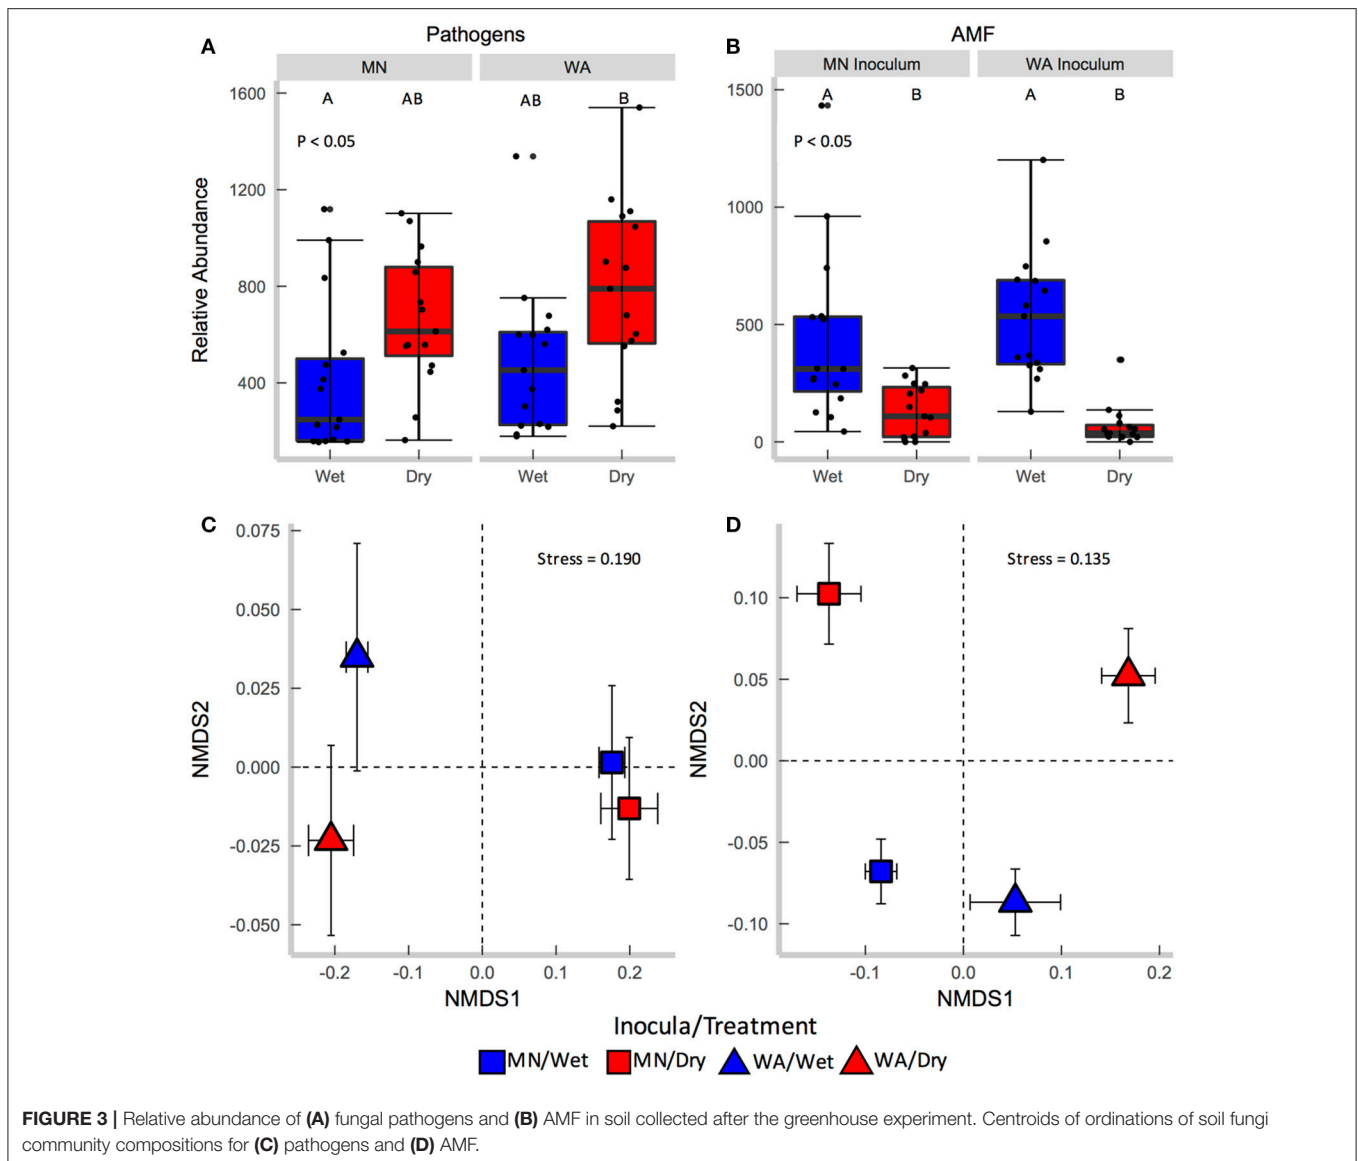 A
Pathogens
MN
WA
1600
1200
800
400
A
AB
AB
B
P < 0.05
Relative Abundance
Wet
Dry
Wet
Dry
B
AMF
MN Inoculum
WA Inoculum
1500
1000
500
0
A
B
A
B
P < 0.05
Wet
Dry
Wet
Dry
C
0.075
0.050
0.025
0.000
-0.025
-0.050
Stress = 0.190
NMDS2
-0.2
-0.1
0.0
0.1
0.2
NMDS1
D
0.10
0.05
0.00
-0.05
-0.10
Stress = 0.135
NMDS2
-0.1
0.0
0.1
0.2
NMDS1
Inocula/Treatment
MN/Wet MN/Dry WA/Wet WA/Dry
FIGURE 3 | Relative abundance of (A) fungal pathogens and (B) AMF in soil collected after the greenhouse experiment. Centroids of ordinations of soil fungi
community compositions for (C) pathogens and (D) AMF.